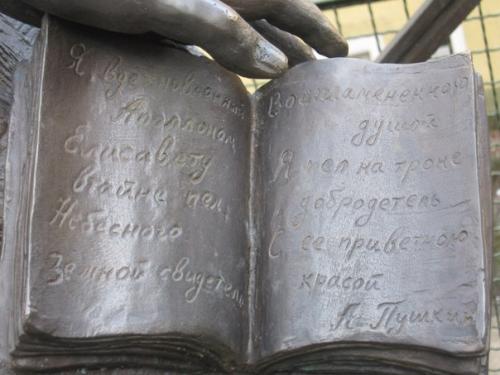 Я, вдохновенный
Аполлоном,
Елисавету
втайне пел.
Небесного
Земной свидетель
Воспламененною
душой
Я пел на троне
добродетель
С ее приветною
красой
А. Пушкин